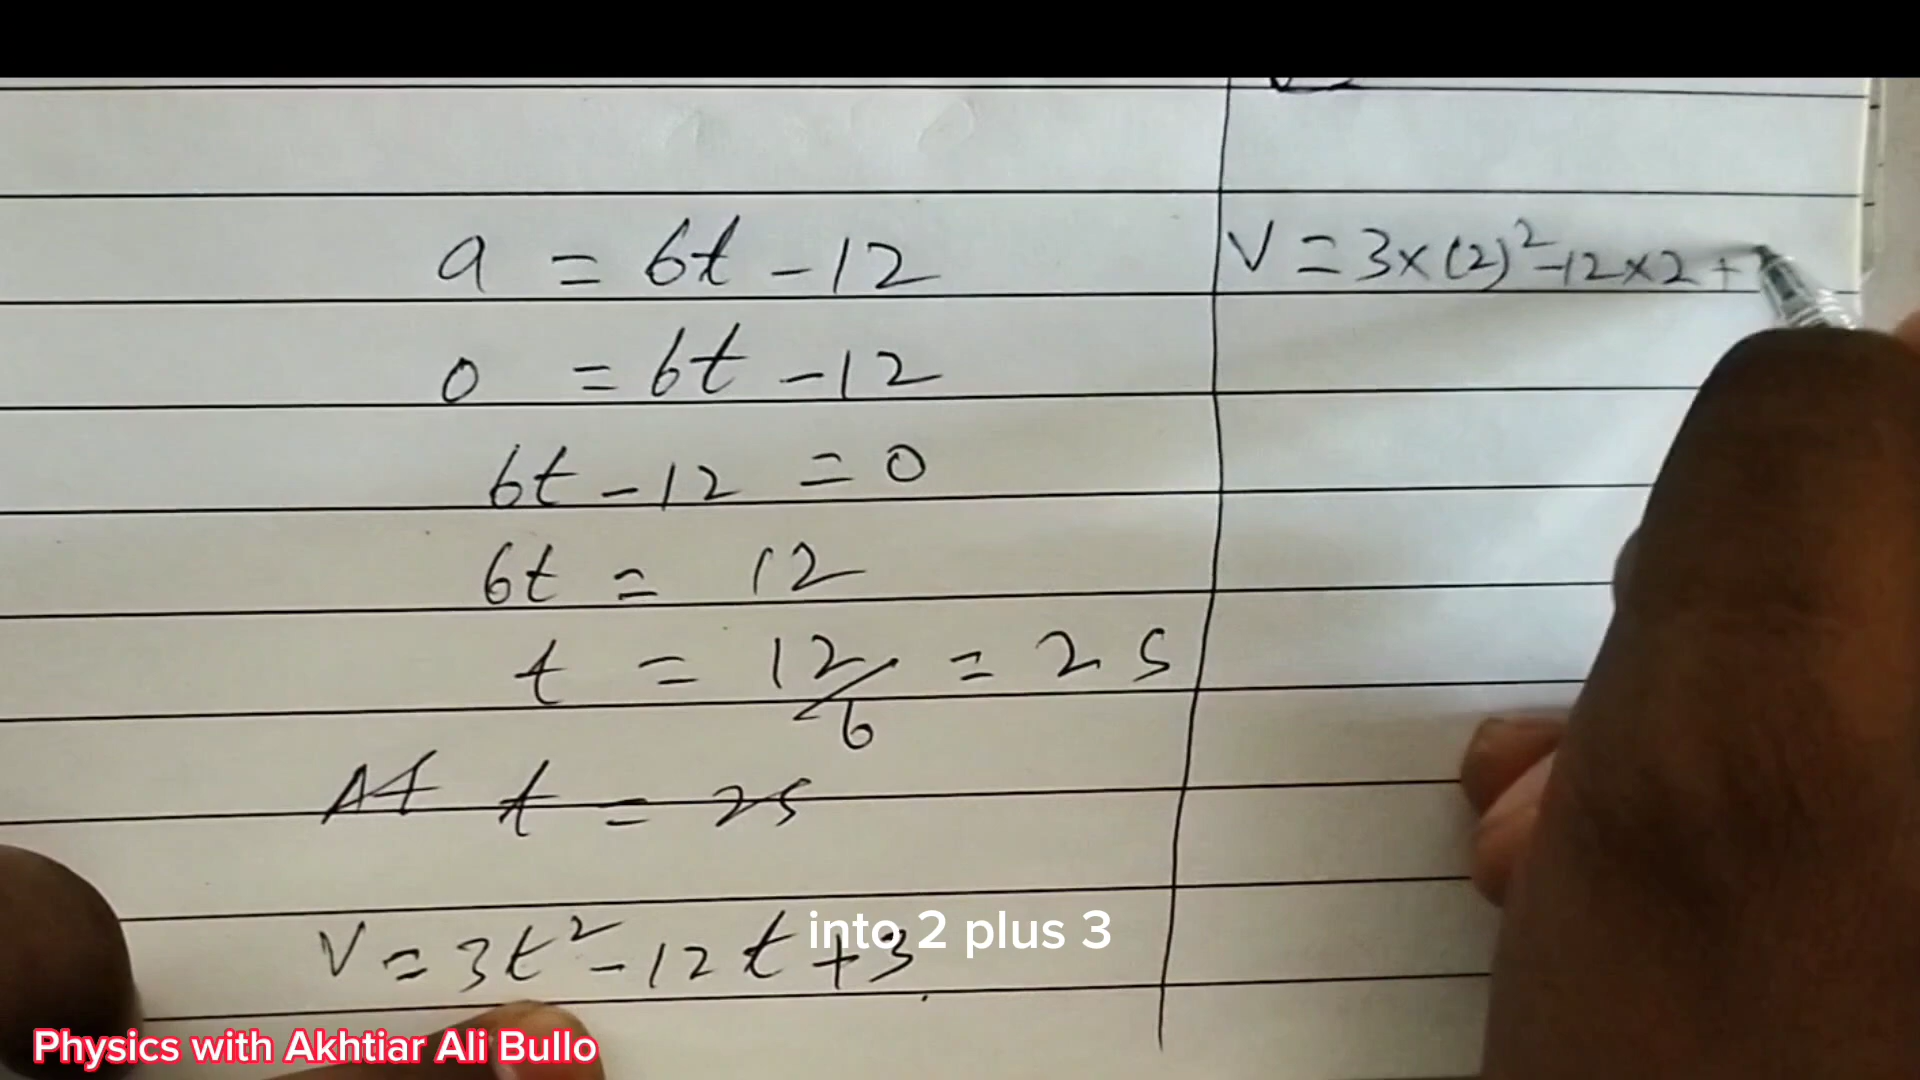 a = 6t - 12
0 = 6t - 12
6t - 12 = 0
6t = 12
t = 12/6 = 2 s
At t = 2s
V = 3t² - 12t + 3
V = 3×(2)² - 12×2 +
into 2 plus 3
Physics with Akhtiar Ali Bullo